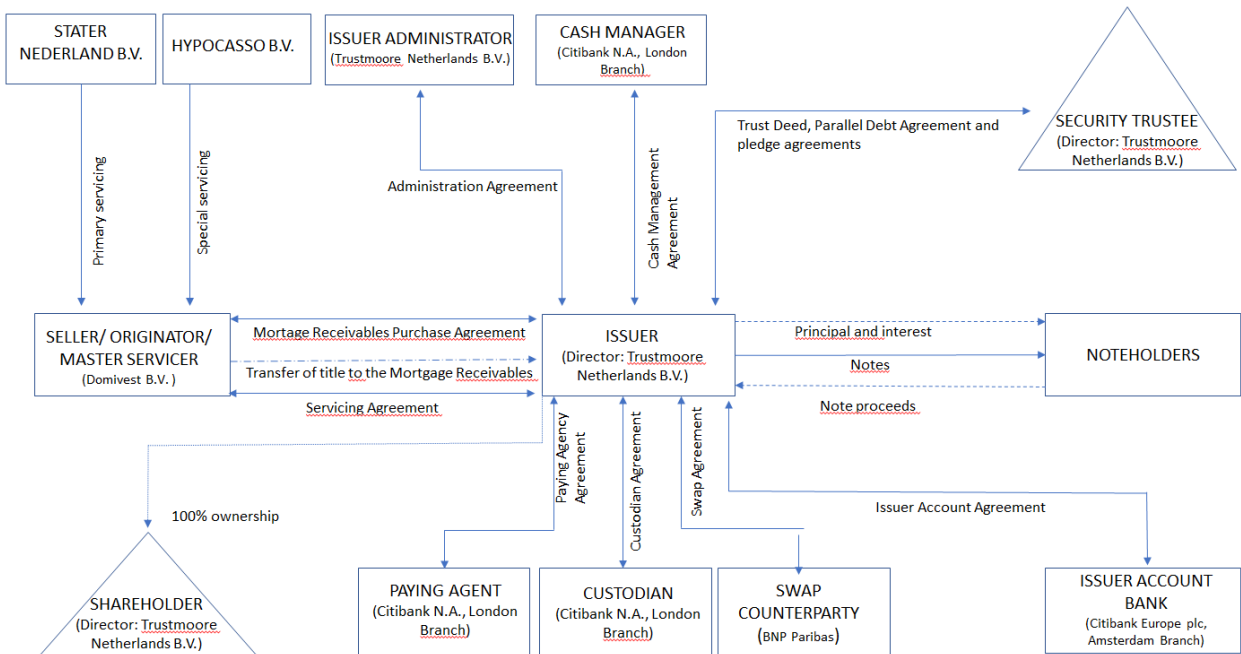 STATER
NEDERLAND B.V.
HYPOCASSO B.V.
ISSUER ADMINISTRATOR
(Trustmoore Netherlands B.V.)
CASH MANAGER
(Citibank N.A., London
Branch)
SECURITY TRUSTEE
(Director: Trustmoore
Netherlands B.V.)
Trust Deed, Parallel Debt Agreement and
pledge agreements
Primary servicing
Special servicing
Administration Agreement
Cash Management
Agreement
SELLER/ ORIGINATOR/
MASTER SERVICER
(Domivest B.V. )
Mortage Receivables Purchase Agreement
Transfer of title to the Mortgage Receivables
Servicing Agreement
ISSUER
(Director: Trustmoore
Netherlands B.V.)
Principal and interest
Notes
Note proceeds
NOTEHOLDERS
100% ownership
Paying Agency
Agreement
Custodian Agreement
Swap Agreement
Issuer Account Agreement
SHAREHOLDER
(Director: Trustmoore
Netherlands B.V.)
PAYING AGENT
(Citibank N.A., London
Branch)
CUSTODIAN
(Citibank N.A., London
Branch)
SWAP
COUNTERPARTY
(BNP Paribas)
ISSUER ACCOUNT
BANK
(Citibank Europe plc,
Amsterdam Branch)